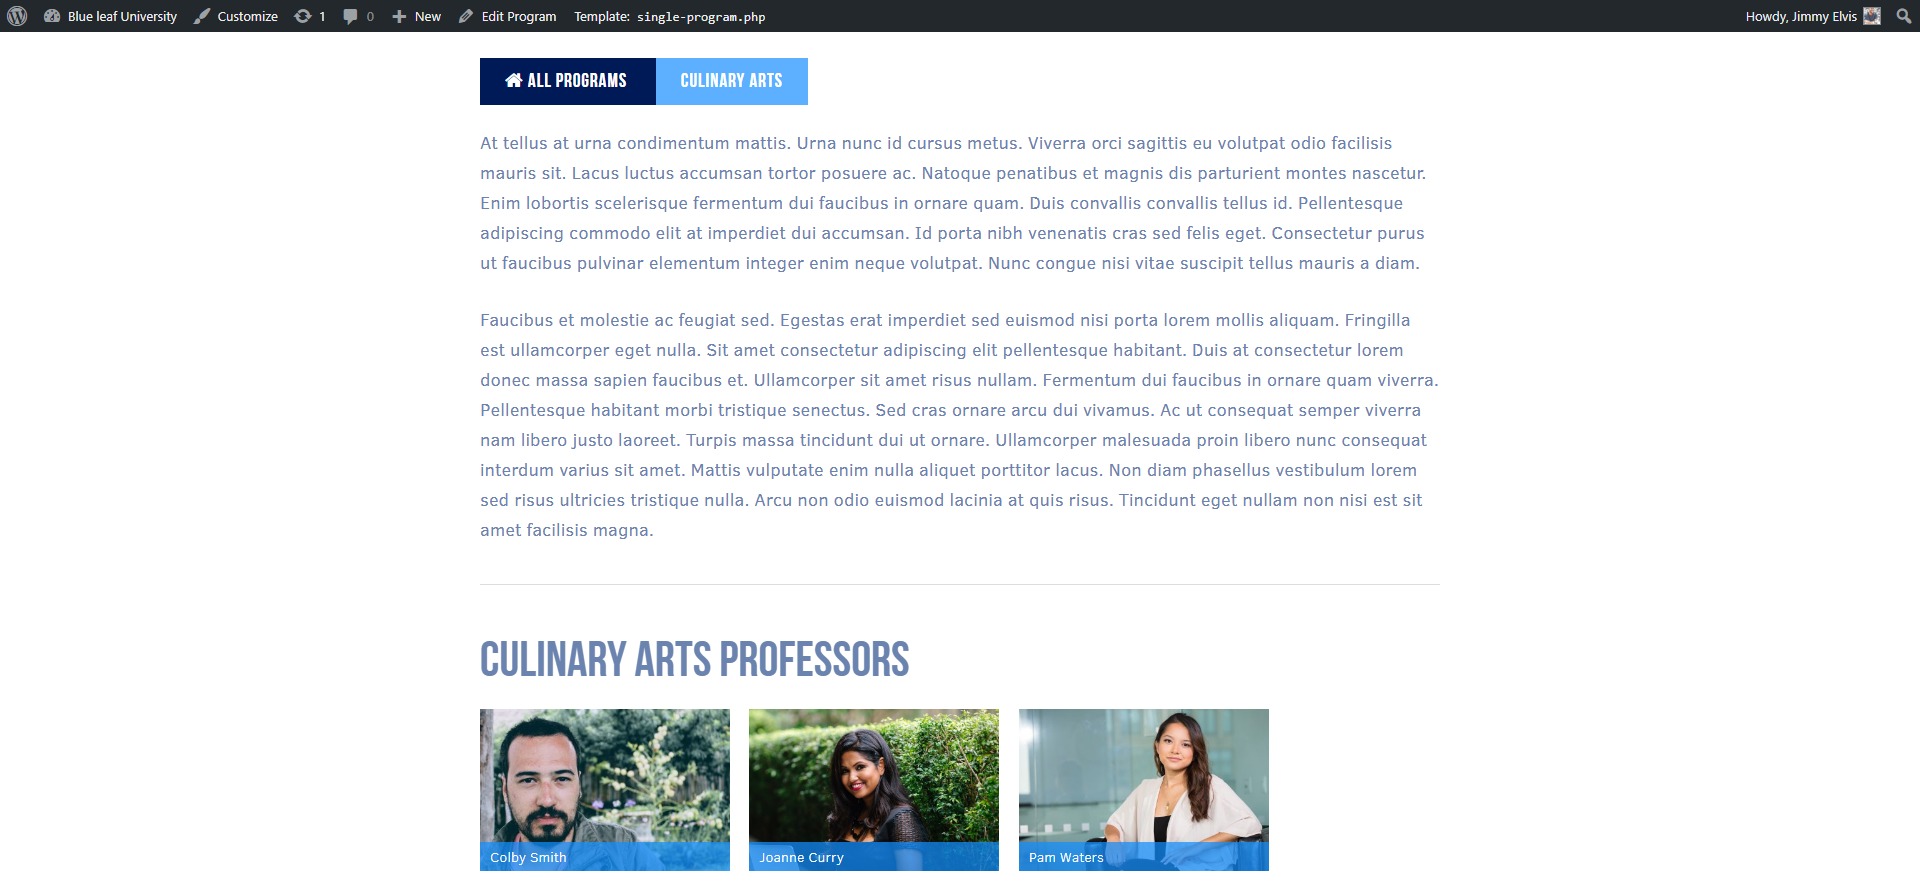 Blue leaf University Customize 1 0 New Edit Program Template: single-program.php Howdy, Jimmy Elvis
ALL PROGRAMS CULINARY ARTS
At tellus at urna condimentum mattis. Urna nunc id cursus metus. Viverra orci sagittis eu volutpat odio facilisis
mauris sit. Lacus luctus accumsan tortor posuere ac. Natoque penatibus et magnis dis parturient montes nascetur.
Enim lobortis scelerisque fermentum dui faucibus in ornare quam. Duis convallis convallis tellus id. Pellentesque
adipiscing commodo elit at imperdiet dui accumsan. Id porta nibh venenatis cras sed felis eget. Consectetur purus
ut faucibus pulvinar elementum integer enim neque volutpat. Nunc congue nisi vitae suscipit tellus mauris a diam.
Faucibus et molestie ac feugiat sed. Egestas erat imperdiet sed euismod nisi porta lorem mollis aliquam. Fringilla
est ullamcorper eget nulla. Sit amet consectetur adipiscing elit pellentesque habitant. Duis at consectetur lorem
donec massa sapien faucibus et. Ullamcorper sit amet risus nullam. Fermentum dui faucibus in ornare quam viverra.
Pellentesque habitant morbi tristique senectus. Sed cras ornare arcu dui vivamus. Ac ut consequat semper viverra
nam libero justo laoreet. Turpis massa tincidunt dui ut ornare. Ullamcorper malesuada proin libero nunc consequat
interdum varius sit amet. Mattis vulputate enim nulla aliquet porttitor lacus. Non diam phasellus vestibulum lorem
sed risus ultricies tristique nulla. Arcu non odio euismod lacinia at quis risus. Tincidunt eget nullam non nisi est sit
amet facilisis magna.
CULINARY ARTS PROFESSORS
Colby Smith Joanne Curry Pam Waters